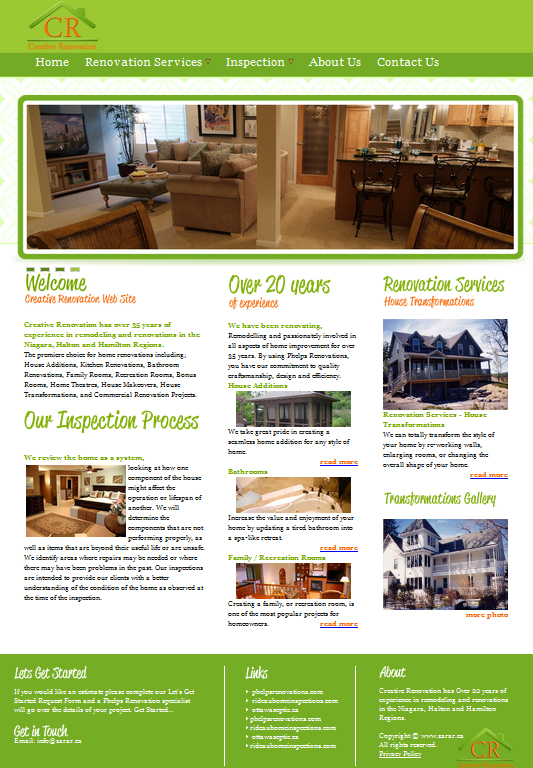 CR
Creative Renovation
Home Renovation Services Inspection About Us Contact Us
Welcome
Creative Renovation Web Site
Creative Renovation has over 35 years of
experience in remodeling and renovations in the
Niagara, Halton and Hamilton Regions.
The premiere choice for home renovations including;
House Additions, Kitchen Renovations, Bathroom
Renovations, Family Rooms, Recreation Rooms, Bonus
Rooms, Home Theatres, House Makeovers, House
Transformations, and Commercial Renovation Projects.
Our Inspection Process
We review the home as a system,
looking at how one
component of the house
might affect the
operation or lifespan of
another. We will
determine the
components that are not
performing properly, as
well as items that are beyond their useful life or are unsafe.
We identify areas where repairs may be needed or where
there may have been problems in the past. Our inspections
are intended to provide our clients with a better
understanding of the condition of the home as observed at
the time of the inspection.
Over 20 years
of experience
We have been renovating,
Remodelling and passionately involved in
all aspects of home improvement for over
35 years. By using Phelps Renovations,
you have our commitment to quality
craftsmanship, design and efficiency.
House Additions
We take great pride in creating a
seamless home addition for any style of
home.
read more
Bathrooms
Increase the value and enjoyment of your
home by updating a tired bathroom into
a spa-like retreat.
read more
Family / Recreation Rooms
Creating a family, or recreation room, is
one of the most popular projects for
homeowners. read more
Renovation Services
House Transformations
Renovation Services - House
Transformations
We can totally transform the style of
your home by re-working walls,
enlarging rooms, or changing the
overall shape of your home.
read more
Transformations Gallery
more photo
Lets Get Started
If you would like an estimate please complete our Let's Get
Started Request Form and a Phelps Renovation specialist
will go over the details of your project. Get Started...
Get in Touch
Email: info@xarar.ca
Links
phelpsrenovations.com
rideauhomeinspections.com
ottawaseptic.ca
phelpsrenovations.com
rideauhomeinspections.com
ottawaseptic.ca
rideauhomeinspections.com
About
Creative Renovation has Over 20 years of
experience in remodeling and renovations
in the Niagara, Halton and Hamilton
Regions.
Copyright © www.xarar.ca
All rights reserved.
Privacy Policy
CR
Creative Renovation